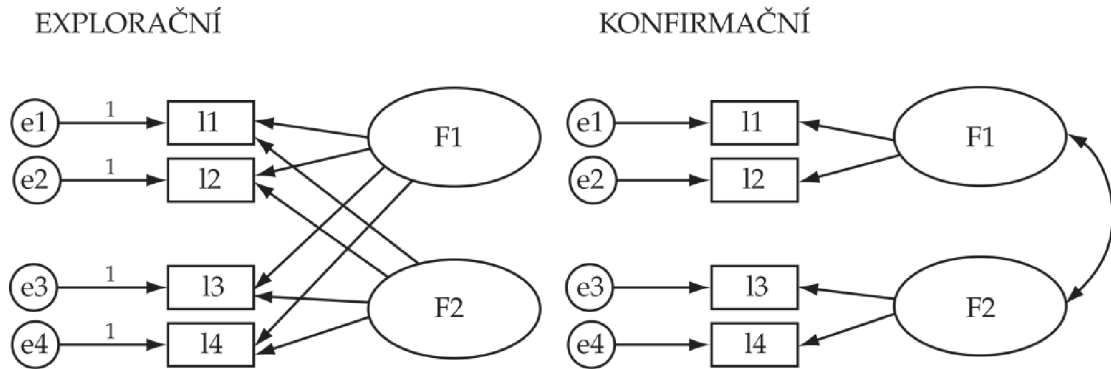 EXPLORAČNÍ
e1 1 l1
e2 1 l2
F1
e3 1 l3
e4 1 l4
F2
KONFIRMAČNÍ
e1 l1
e2 l2
F1
e3 l3
e4 l4
F2